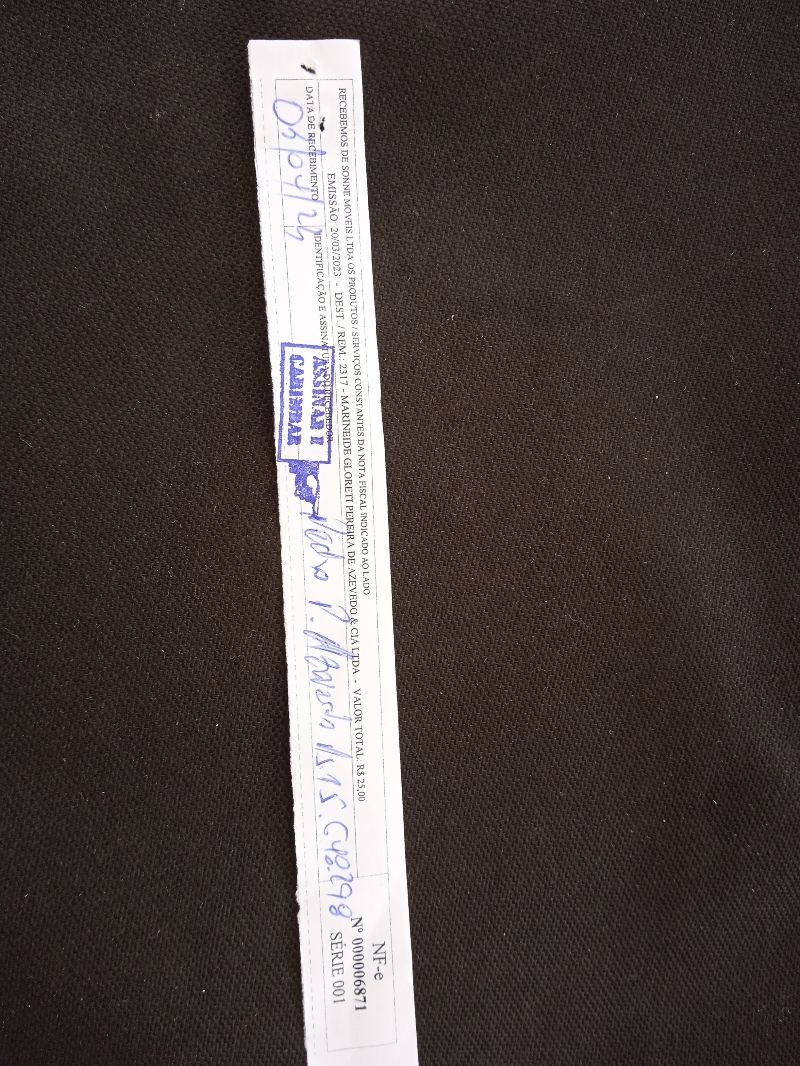 RECEBEMOS DE SONNE MOVEIS LTDA OS PRODUTOS / SERVIÇOS CONSTANTES DA NOTA FISCAL INDICADO AO LADO
EMISSÃO: 20/03/2023 - DEST. / REM.: 2317 - MARINEIDE GLORETI PEREIRA DE AZEVEDO & CIA LTDA - VALOR TOTAL: R$ 25,00
DATA DE RECEBIMENTO
IDENTIFICAÇÃO E ASSINATURA DO RECEBEDOR
ASSINAR E
CARIMBAR
NF-e
Nº 000006871
SÉRIE 001